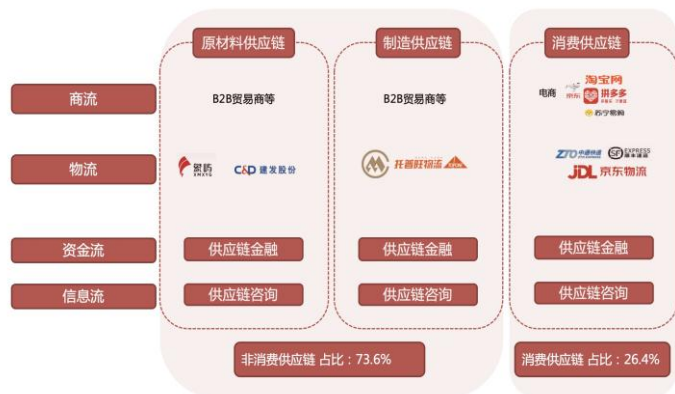 原材料供应链
制造供应链
消费供应链
商流
B2B贸易商等
B2B贸易商等
电商
淘宝网
京东
拼多多
苏宁易购
物流
象屿
XMXYG
C&D 建发股份
托普旺物流
ZTO 中通快递
SF EXPRESS
JDL 京东物流
资金流
供应链金融
供应链金融
供应链金融
信息流
供应链咨询
供应链咨询
供应链咨询
非消费供应链 占比：73.6%
消费供应链 占比：26.4%